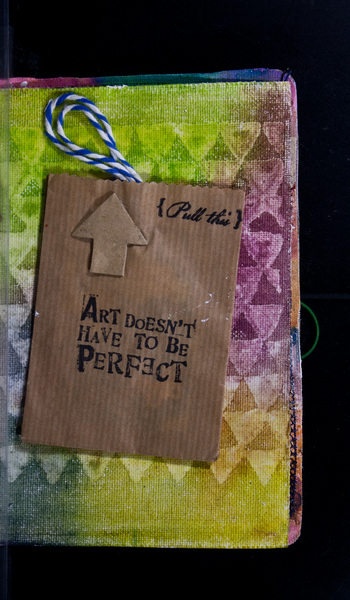 { Pull this }
ART DOESN'T
HAVE TO BE
PERFECT